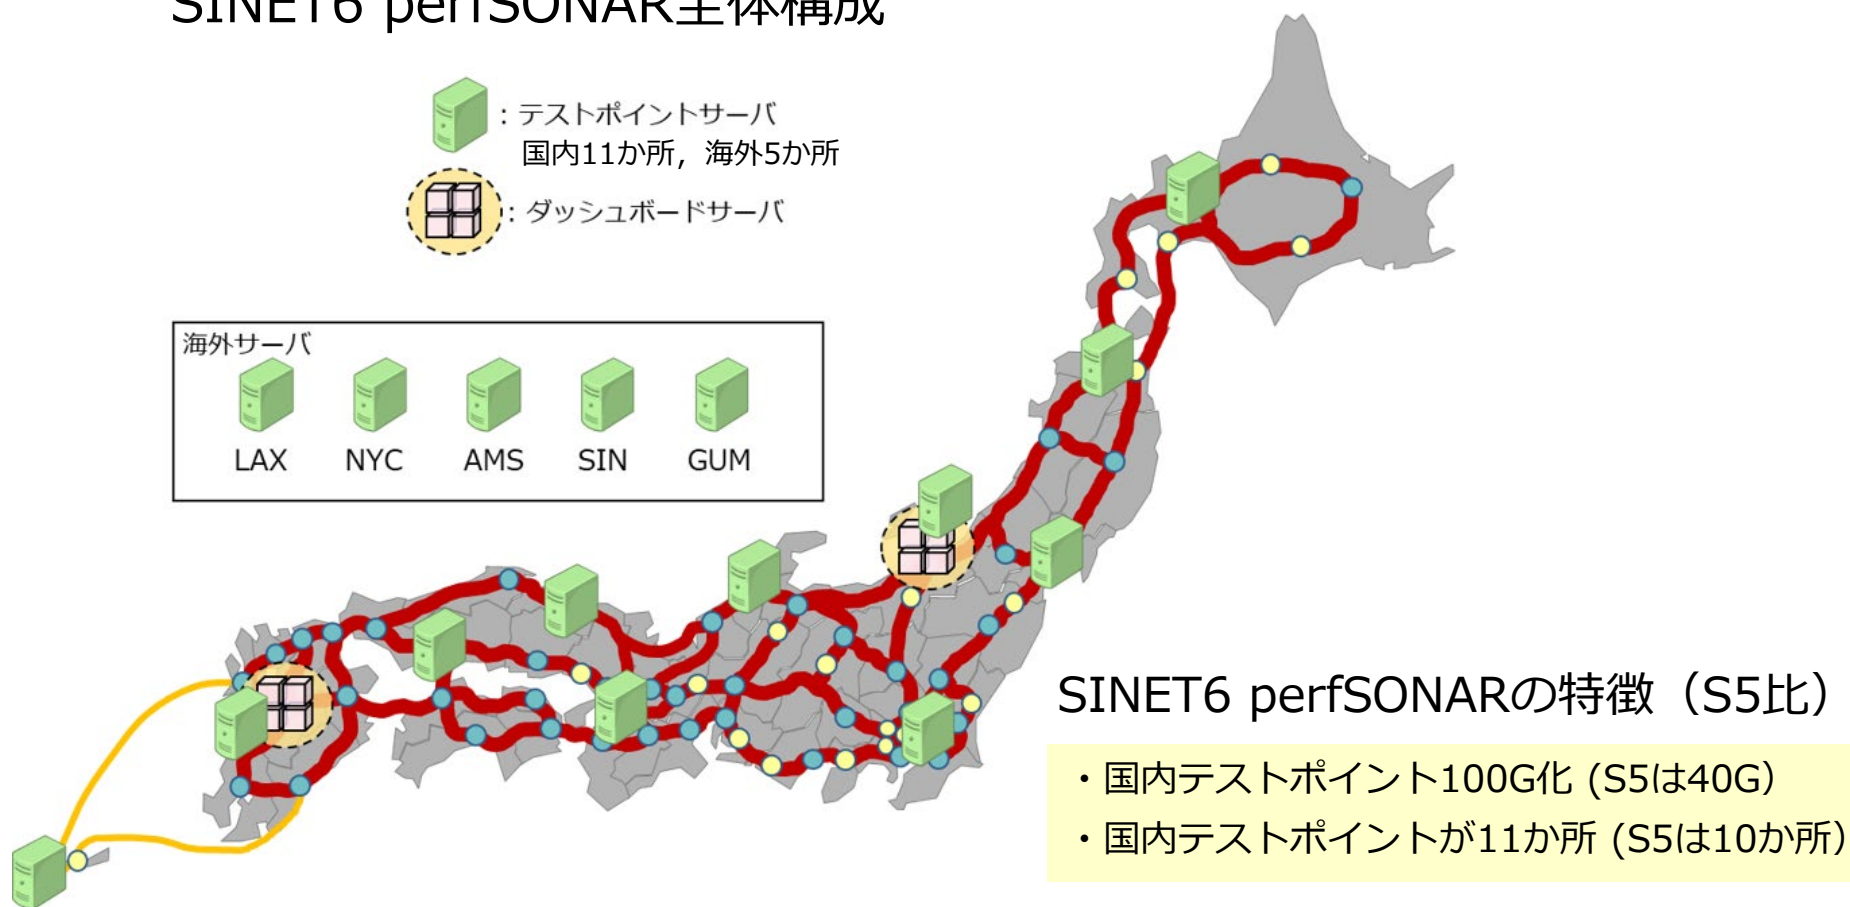 SINET6 perfSONAR全体構成
：テストポイントサーバ
国内11か所，海外5か所
：ダッシュボードサーバ
海外サーバ
LAX NYC AMS SIN GUM
SINET6 perfSONARの特徴（S5比）
・国内テストポイント100G化 (S5は40G）
・国内テストポイントが11か所 (S5は10か所）